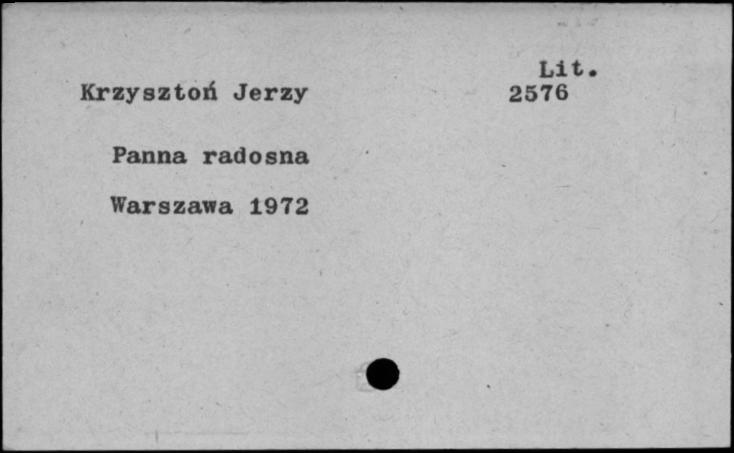 Lit.
Krzysztoń Jerzy 2576
Panna radosna
Warszawa 1972